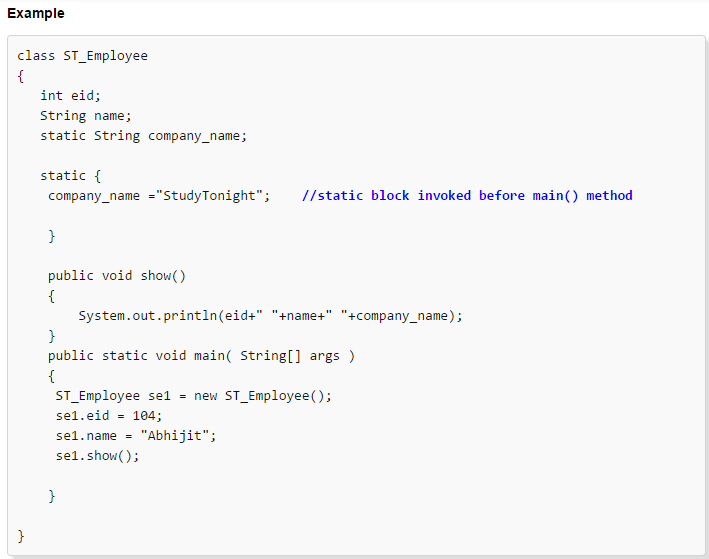 Example
class ST_Employee
{
int eid;
String name;
static String company_name;
static {
company_name ="StudyTonight";    //static block invoked before main() method
}
public void show()
{
System.out.println(eid+" "+name+" "+company_name);
}
public static void main( String[] args )
{
ST_Employee se1 = new ST_Employee();
se1.eid = 104;
se1.name = "Abhijit";
se1.show();
}
}